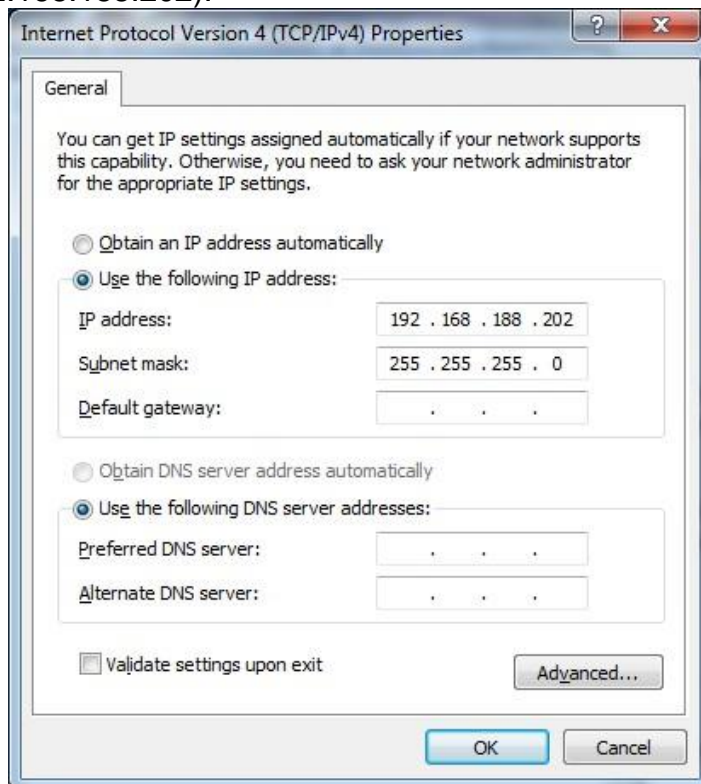 Internet Protocol Version 4 (TCP/IPv4) Properties
General
You can get IP settings assigned automatically if your network supports
this capability. Otherwise, you need to ask your network administrator
for the appropriate IP settings.
Obtain an IP address automatically
Use the following IP address:
IP address: 192 . 168 . 188 . 202
Subnet mask: 255 . 255 . 255 . 0
Default gateway: . . .
Obtain DNS server address automatically
Use the following DNS server addresses:
Preferred DNS server: . . .
Alternate DNS server: . . .
Validate settings upon exit
Advanced...
OK Cancel